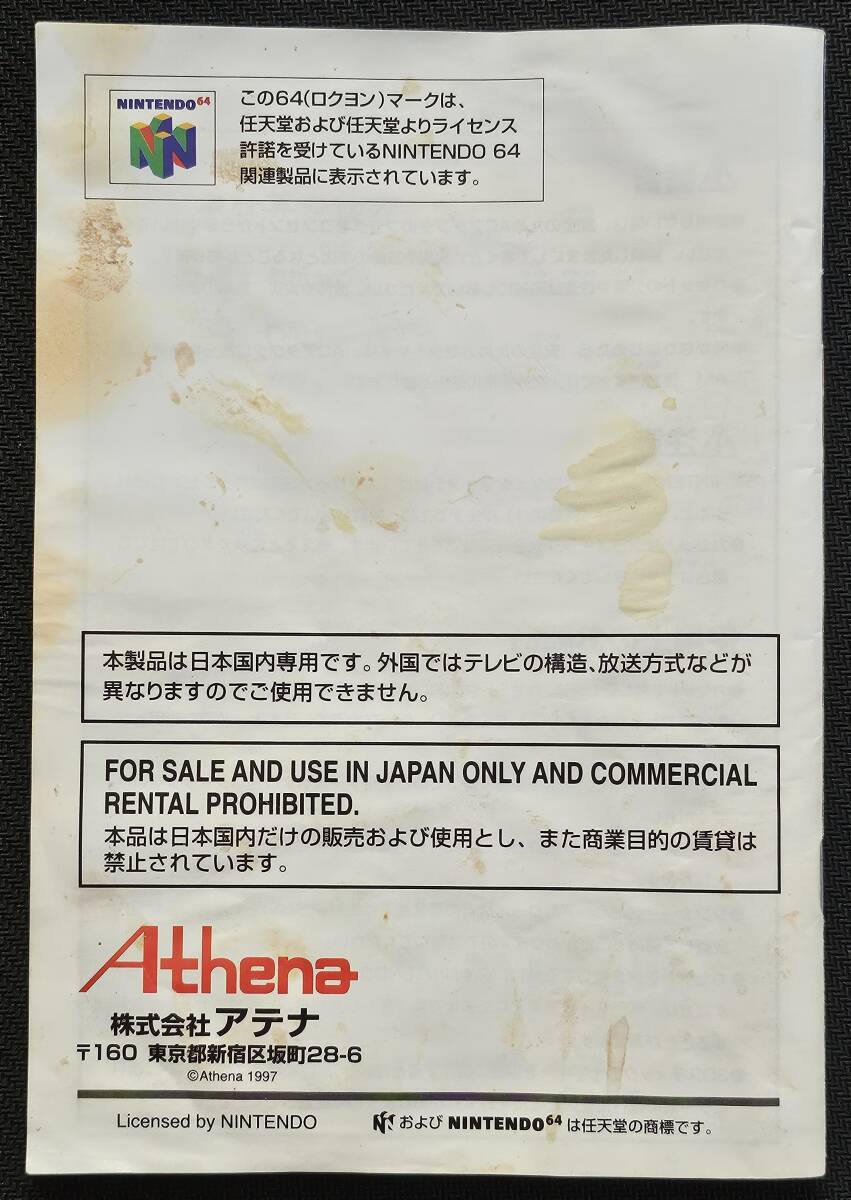 NINTENDO64
この64(ロクヨン)マークは、
任天堂および任天堂よりライセンス
許諾を受けているNINTENDO 64
関連製品に表示されています。
本製品は日本国内専用です。外国ではテレビの構造、放送方式などが
異なりますのでご使用できません。
FOR SALE AND USE IN JAPAN ONLY AND COMMERCIAL
RENTAL PROHIBITED.
本品は日本国内だけの販売および使用とし、また商業目的の賃貸は
禁止されています。
Athena
株式会社アテナ
〒160 東京都新宿区坂町28-6
©Athena 1997
Licensed by NINTENDO
および NINTENDO64 は任天堂の商標です。